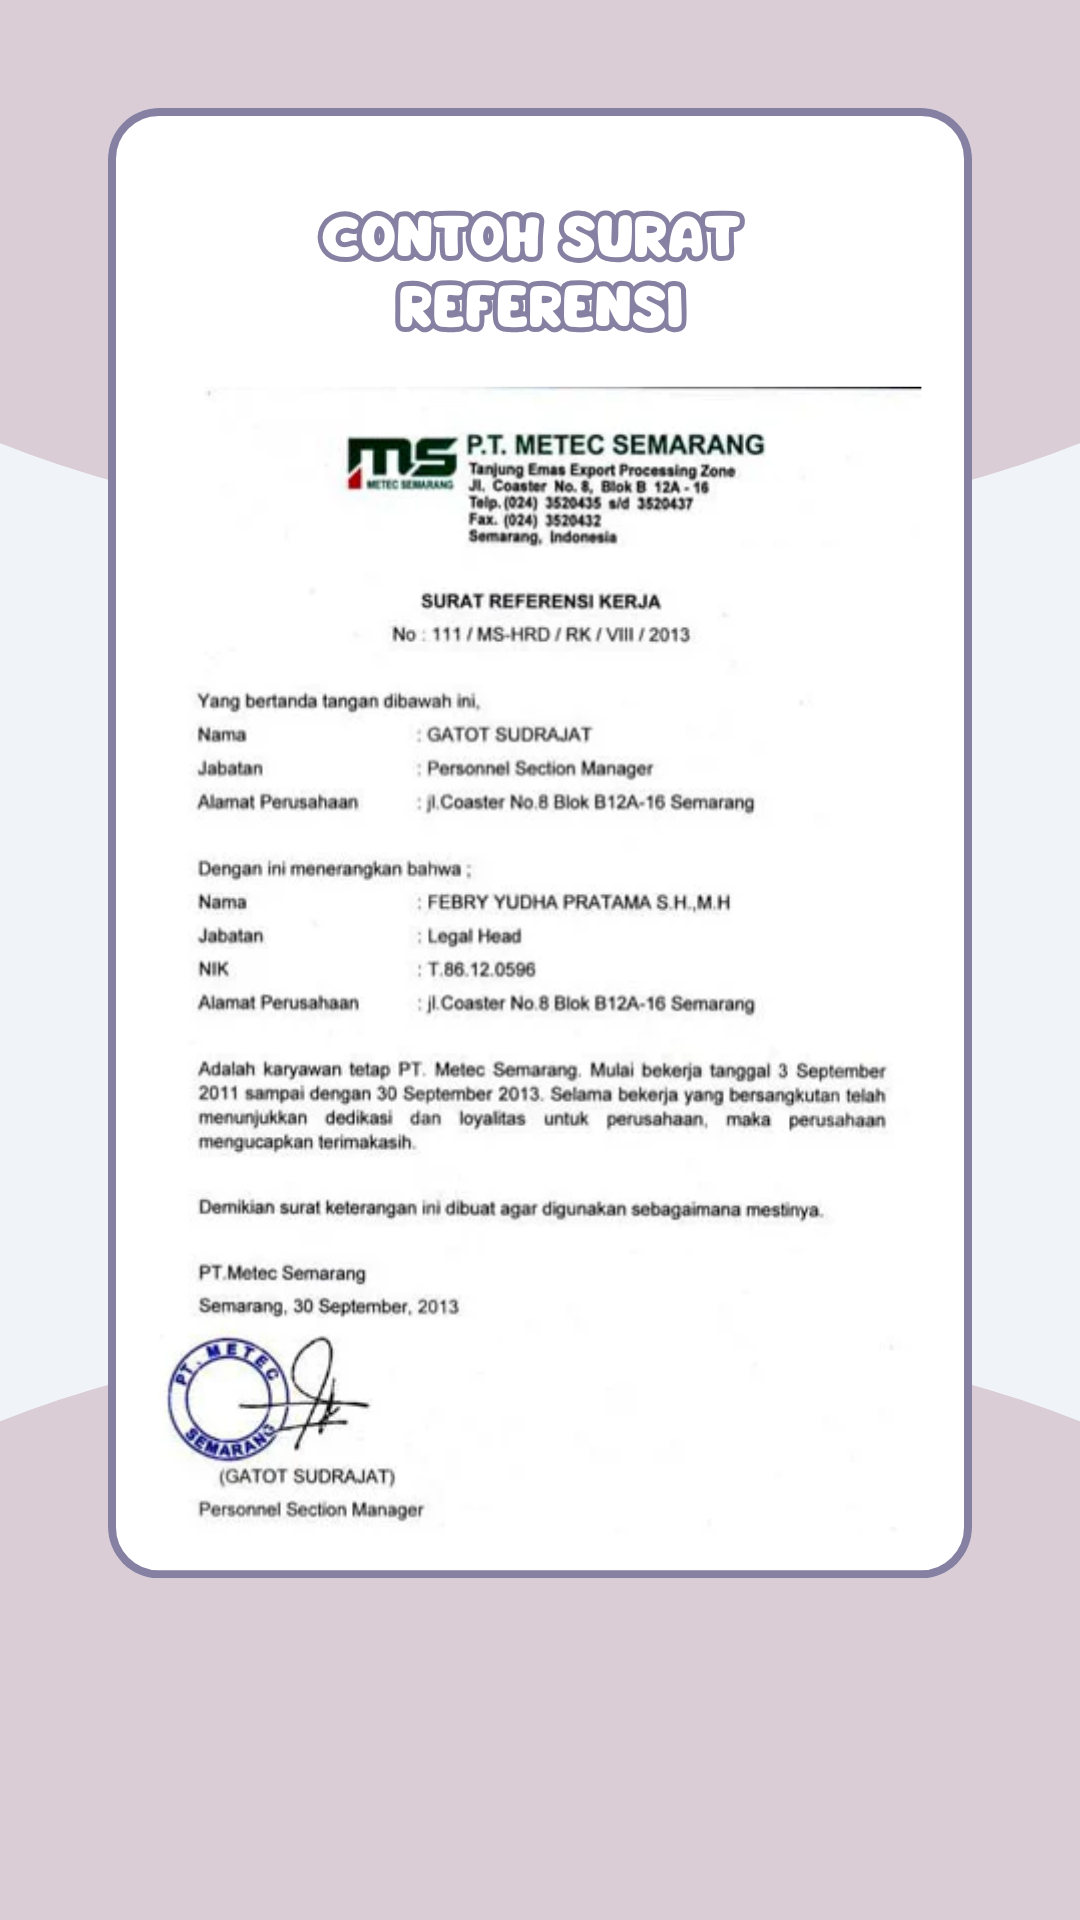 CONTOH SURAT
REFERENSI
ms
METEC SEMARANG
P.T. METEC SEMARANG
Tanjung Emas Export Processing Zone
Jl. Coaster No. 8, Blok B 12A - 16
Telp. (024) 3520435 s/d 3520437
Fax. (024) 3520432
Semarang, Indonesia
SURAT REFERENSI KERJA
No : 111 / MS-HRD / RK / VIII / 2013
Yang bertanda tangan dibawah ini,
Nama : GATOT SUDRAJAT
Jabatan : Personnel Section Manager
Alamat Perusahaan : jl.Coaster No.8 Blok B12A-16 Semarang
Dengan ini menerangkan bahwa ;
Nama : FEBRY YUDHA PRATAMA S.H.,M.H
Jabatan : Legal Head
NIK : T.86.12.0596
Alamat Perusahaan : jl.Coaster No.8 Blok B12A-16 Semarang
Adalah karyawan tetap PT. Metec Semarang. Mulai bekerja tanggal 3 September
2011 sampai dengan 30 September 2013. Selama bekerja yang bersangkutan telah
menunjukkan dedikasi dan loyalitas untuk perusahaan, maka perusahaan
mengucapkan terimakasih.
Demikian surat keterangan ini dibuat agar digunakan sebagaimana mestinya.
PT.Metec Semarang
Semarang, 30 September, 2013
PT. METEC
SEMARANG
(GATOT SUDRAJAT)
Personnel Section Manager